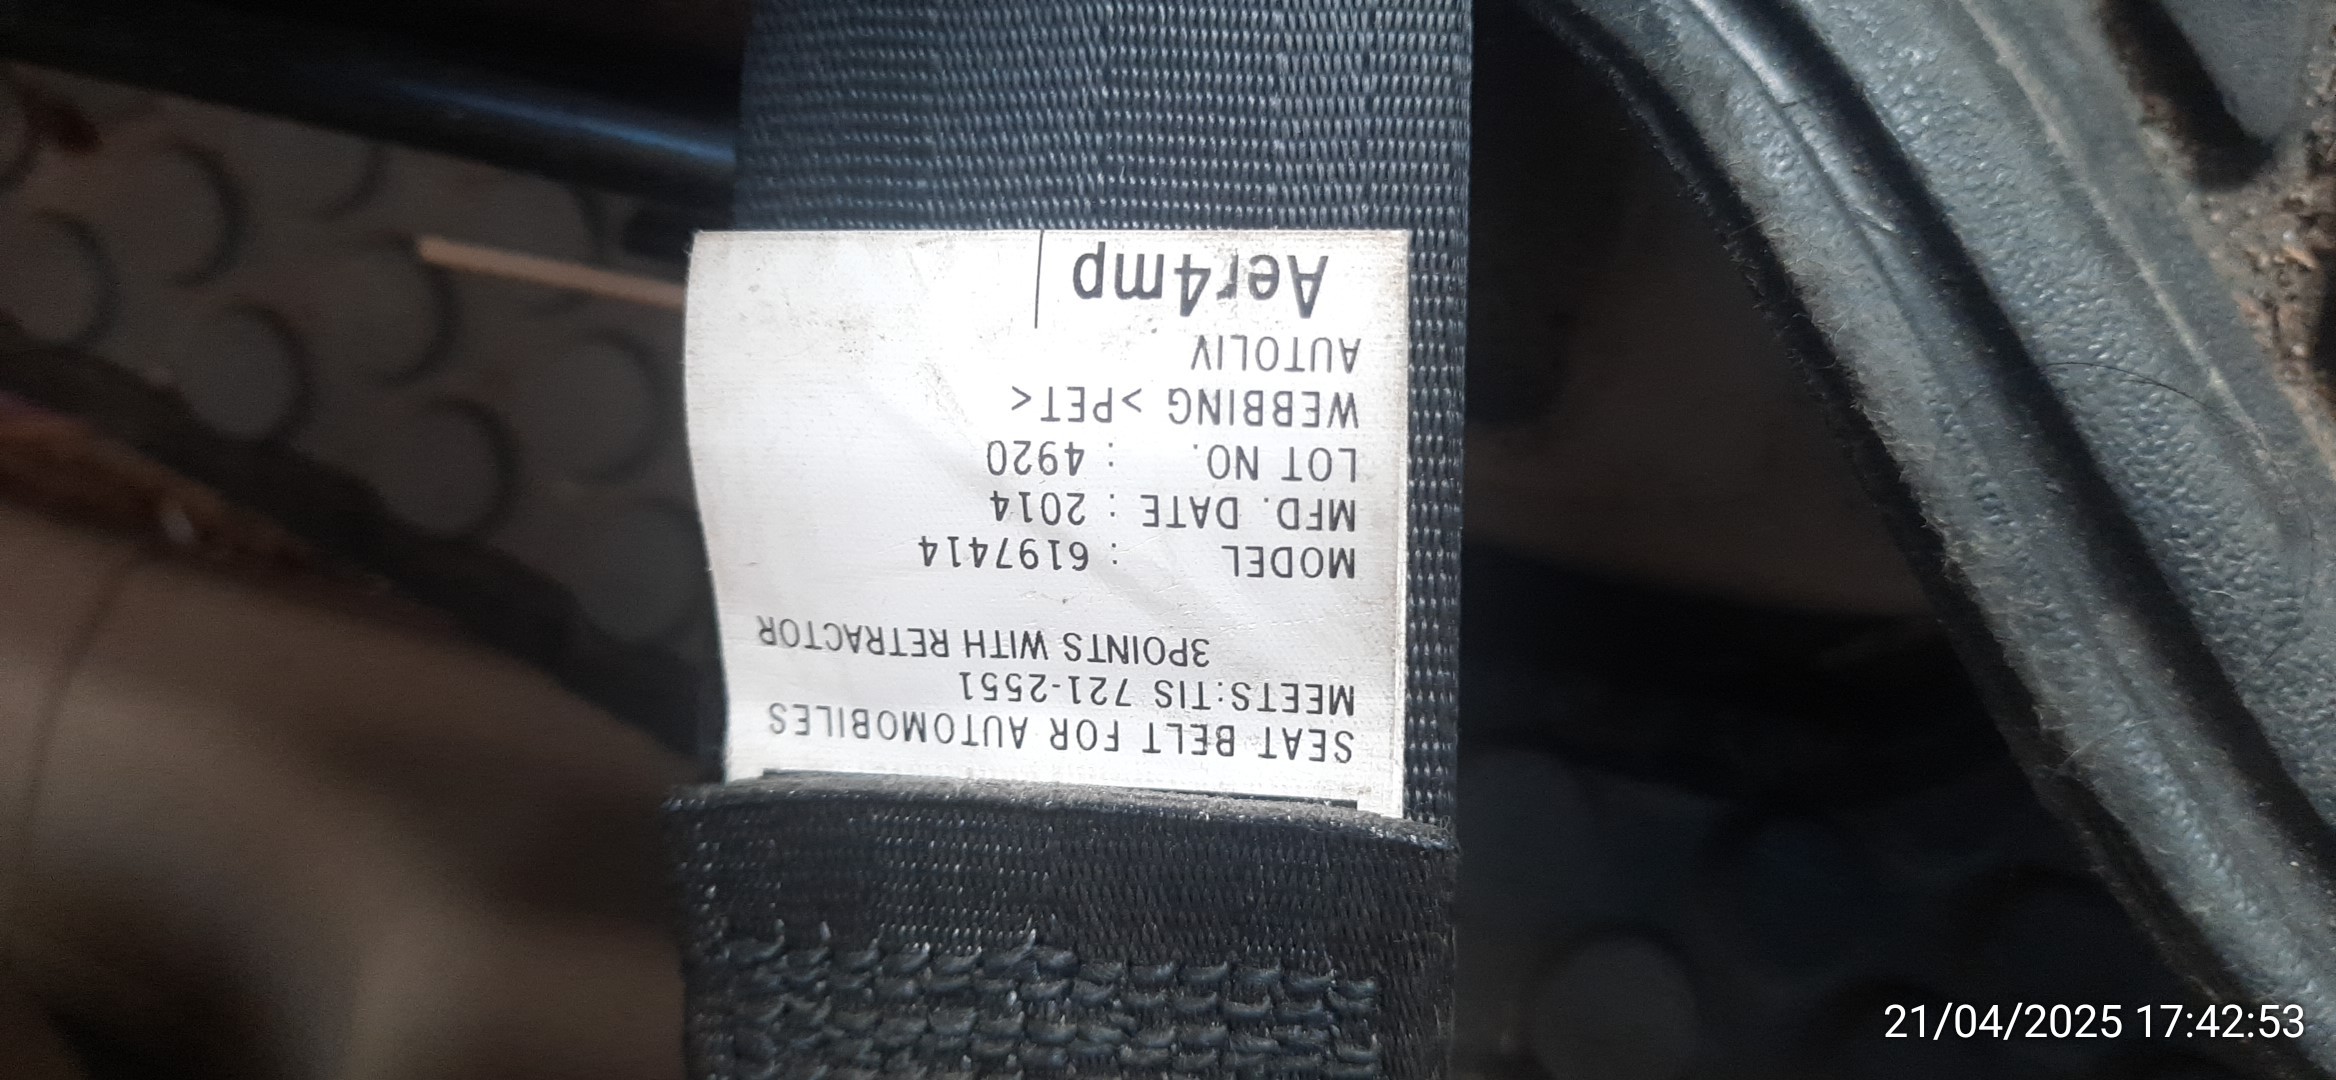 SEAT BELT FOR AUTOMOBILES
MEETS:TIS 721-2551
3POINTS WITH RETRACTOR
MODEL : 6197414
MFD. DATE : 2014
LOT NO. : 4920
WEBBING >PET<
AUTOLIV
Aer4mp
21/04/2025 17:42:53